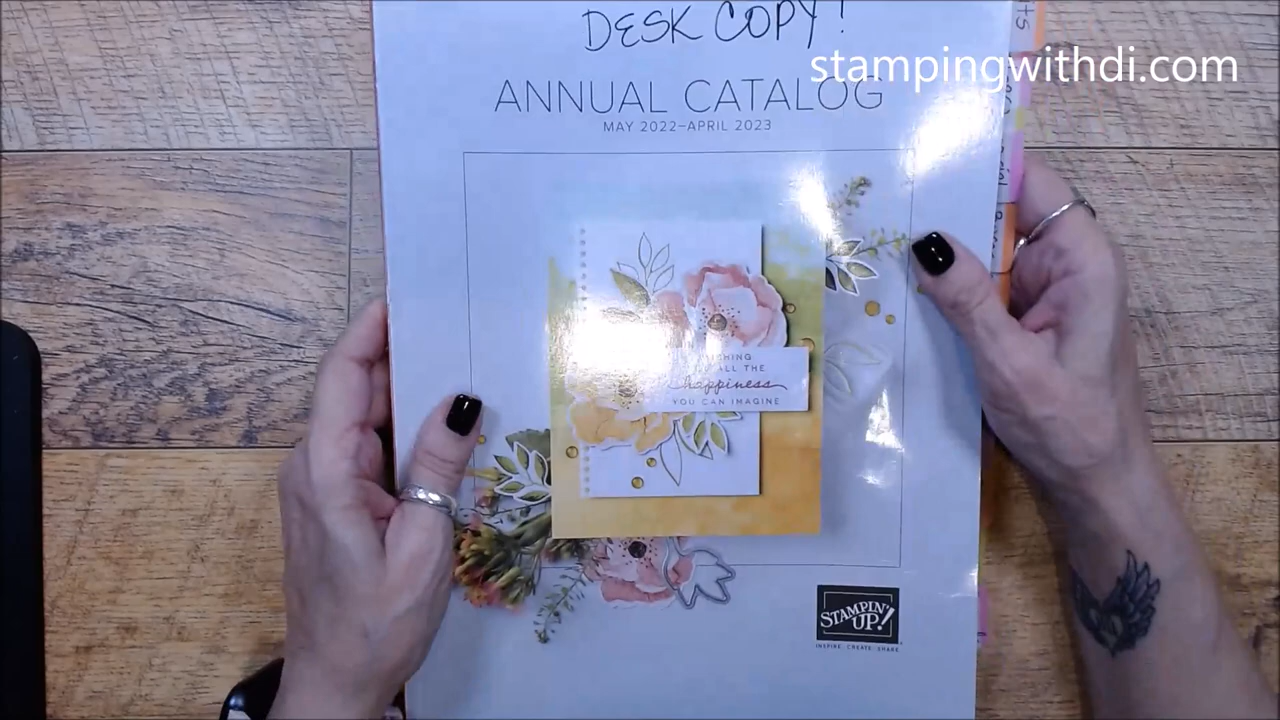 DESK COPY!
stampingwithdi.com
ANNUAL CATALOG
MAY 2022–APRIL 2023
ALL THE
happiness
YOU CAN IMAGINE
STAMPIN'
UP!
INSPIRE. CREATE. SHARE.